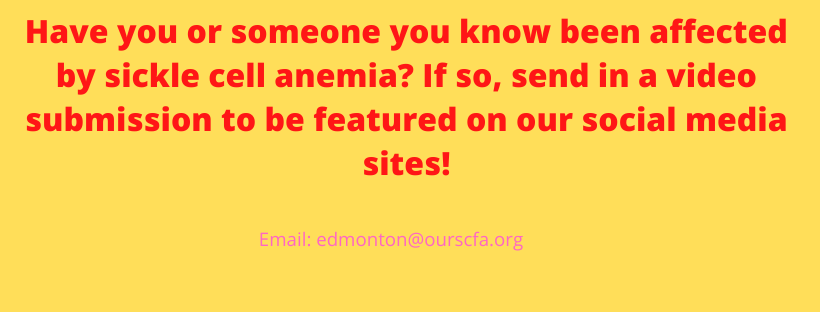 Have you or someone you know been affected
by sickle cell anemia? If so, send in a video
submission to be featured on our social media
sites!
Email: edmonton@ourscfa.org